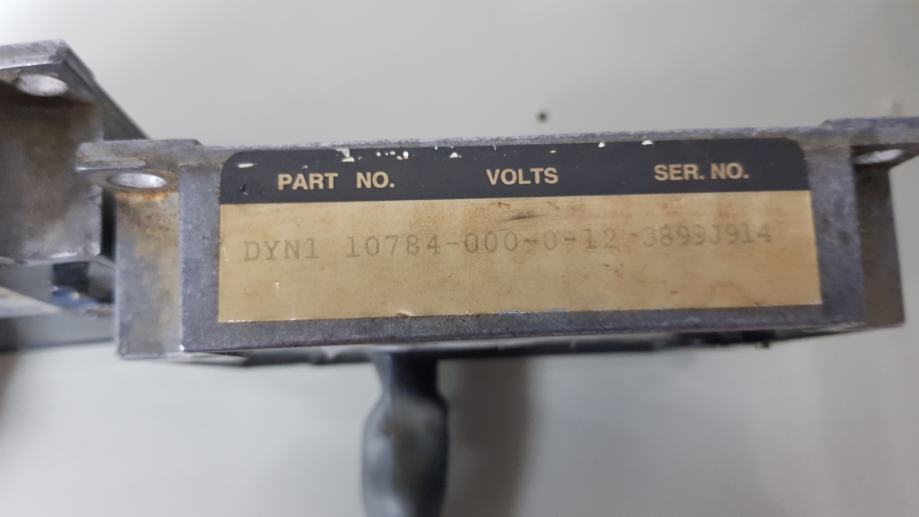 PART NO. VOLTS SER. NO.
DYN1 10784-000-0-12 3899J914